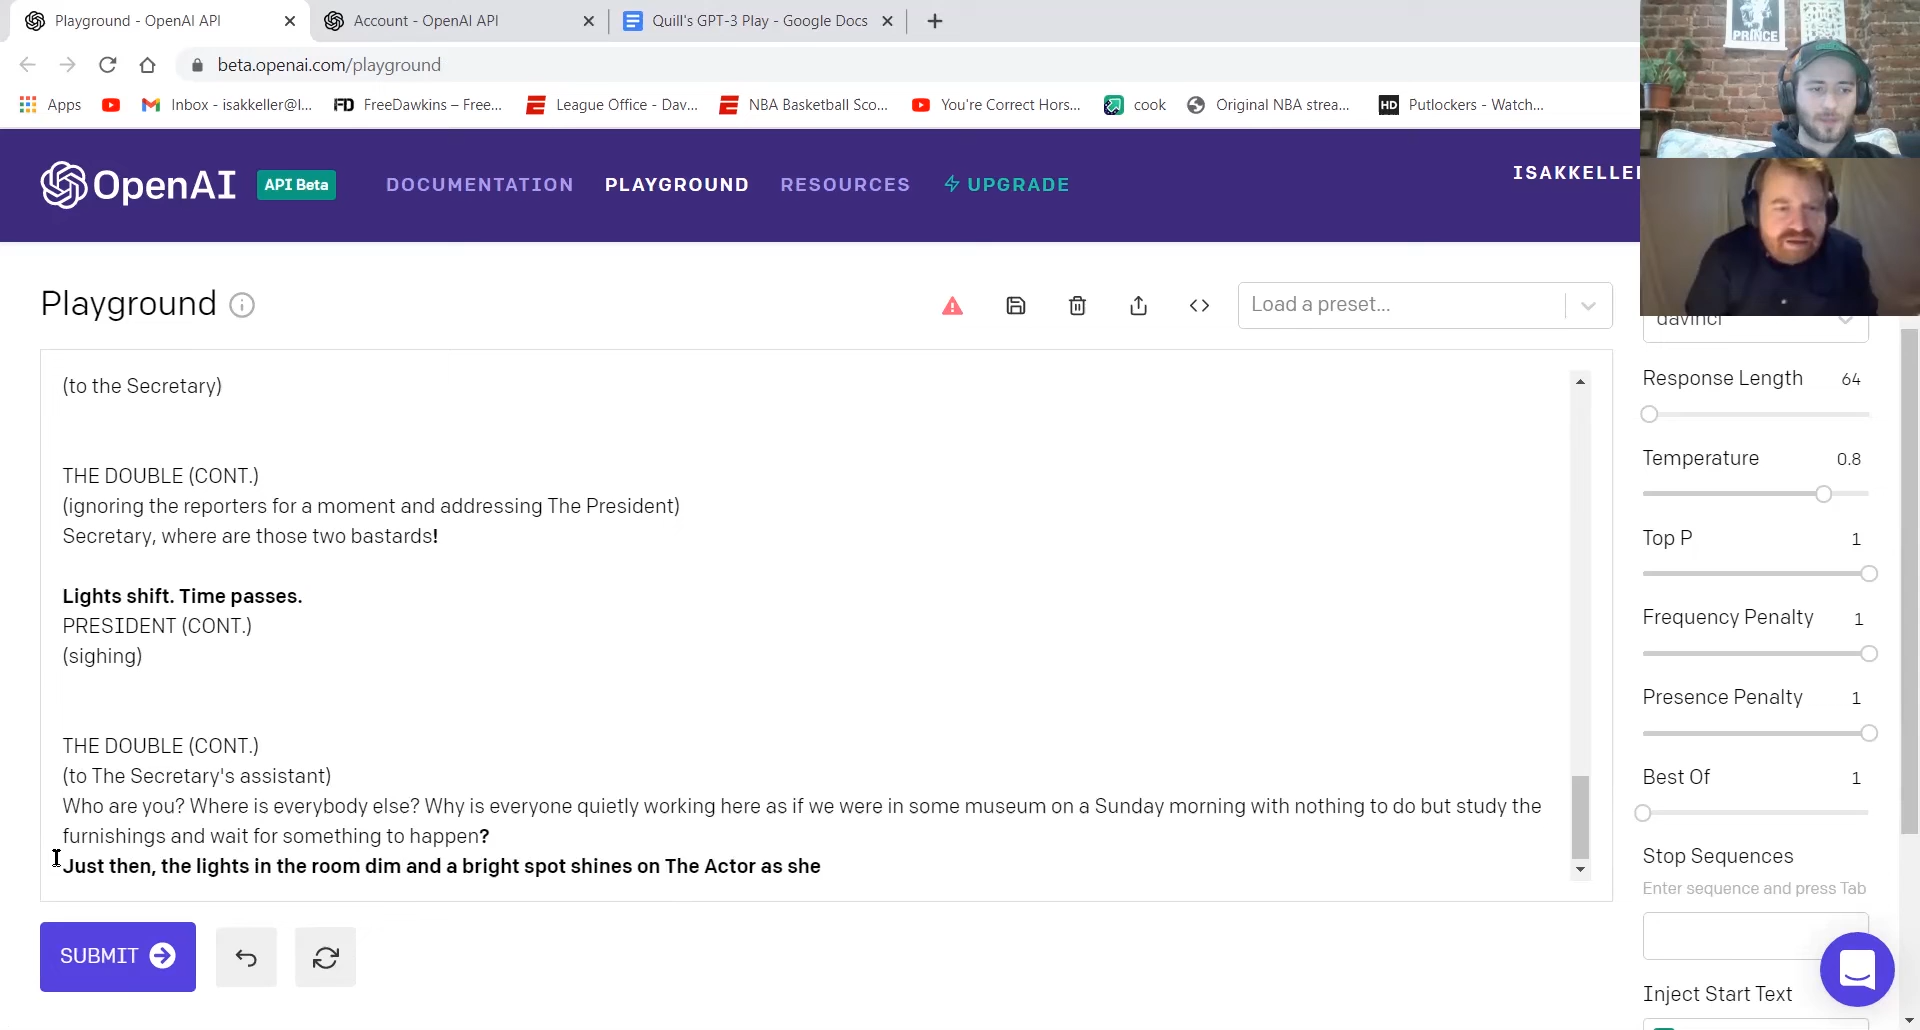 Playground - OpenAI API
Account - OpenAI API
Quill's GPT-3 Play - Google Docs
beta.openai.com/playground
Apps
Inbox - isakkeller@l...
FD
FreeDawkins – Free...
League Office - Dav...
NBA Basketball Sco...
You're Correct Hors...
cook
Original NBA strea...
HD
Putlockers - Watch...
PRINCE
OpenAI
API Beta
DOCUMENTATION
PLAYGROUND
RESOURCES
UPGRADE
ISAKKELLE
Playground
Load a preset...
davinci
(to the Secretary)
THE DOUBLE (CONT.)
(ignoring the reporters for a moment and addressing The President)
Secretary, where are those two bastards!
Lights shift. Time passes.
PRESIDENT (CONT.)
(sighing)
THE DOUBLE (CONT.)
(to The Secretary's assistant)
Who are you? Where is everybody else? Why is everyone quietly working here as if we were in some museum on a Sunday morning with nothing to do but study the
furnishings and wait for something to happen?
Just then, the lights in the room dim and a bright spot shines on The Actor as she
SUBMIT
Response Length 64
Temperature 0.8
Top P 1
Frequency Penalty 1
Presence Penalty 1
Best Of 1
Stop Sequences
Enter sequence and press Tab
Inject Start Text